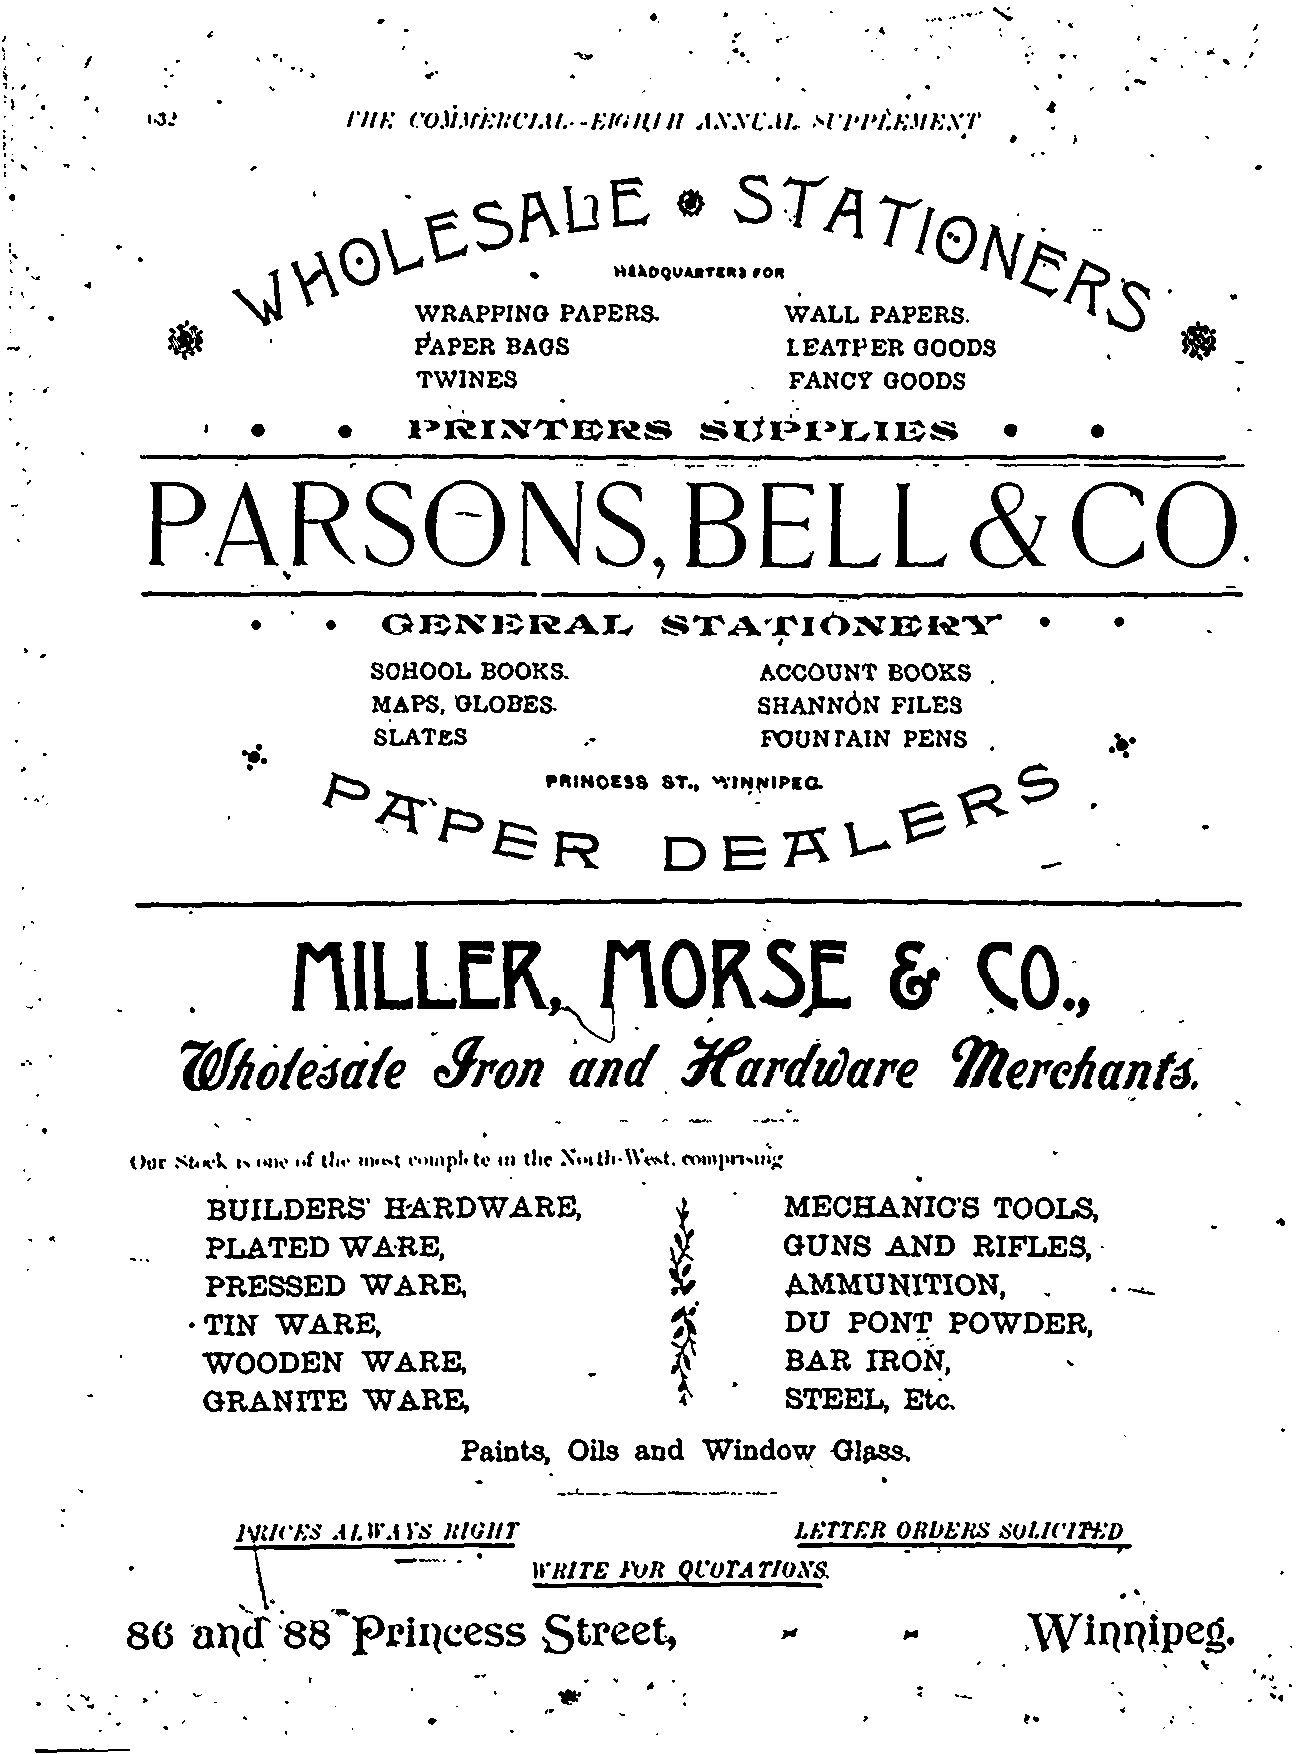 132 THE COMMERCIAL--EIGHTH ANNUAL SUPPLEMENT
WHOLESALE STATIONERS
HEADQUARTERS FOR
WRAPPING PAPERS. WALL PAPERS.
PAPER BAGS LEATHER GOODS
TWINES FANCY GOODS
PRINTERS SUPPLIES
PARSONS, BELL & CO.
GENERAL STATIONERY
SCHOOL BOOKS. ACCOUNT BOOKS
MAPS, GLOBES. SHANNON FILES
SLATES FOUNTAIN PENS
PRINCESS ST., WINNIPEG.
PAPER DEALERS
MILLER, MORSE & CO.,
Wholesale Iron and Hardware Merchants.
Our Stock is one of the most complete in the North-West, comprising
BUILDERS' HARDWARE, MECHANIC'S TOOLS,
PLATED WARE, GUNS AND RIFLES,
PRESSED WARE, AMMUNITION,
TIN WARE, DU PONT POWDER,
WOODEN WARE, BAR IRON,
GRANITE WARE, STEEL, Etc.
Paints, Oils and Window Glass.
PRICES ALWAYS RIGHT LETTER ORDERS SOLICITED
WRITE FOR QUOTATIONS.
86 and 88 Princess Street, - - Winnipeg.